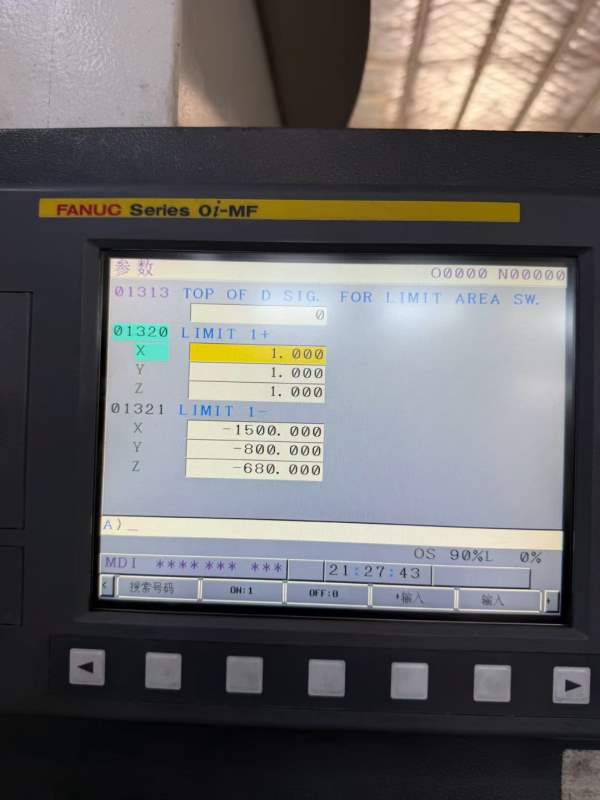 FANUC Series 0i-MF
参数 O0000 N00000
01313 TOP OF D SIG. FOR LIMIT AREA SW.
0
01320 LIMIT 1+
X 1.000
Y 1.000
Z 1.000
01321 LIMIT 1-
X -1500.000
Y -800.000
Z -680.000
A)_
OS 90%L 0%
MDI **** *** *** 21:27:43
< 搜索号码 ON:1 OFF:0 +输入 输入